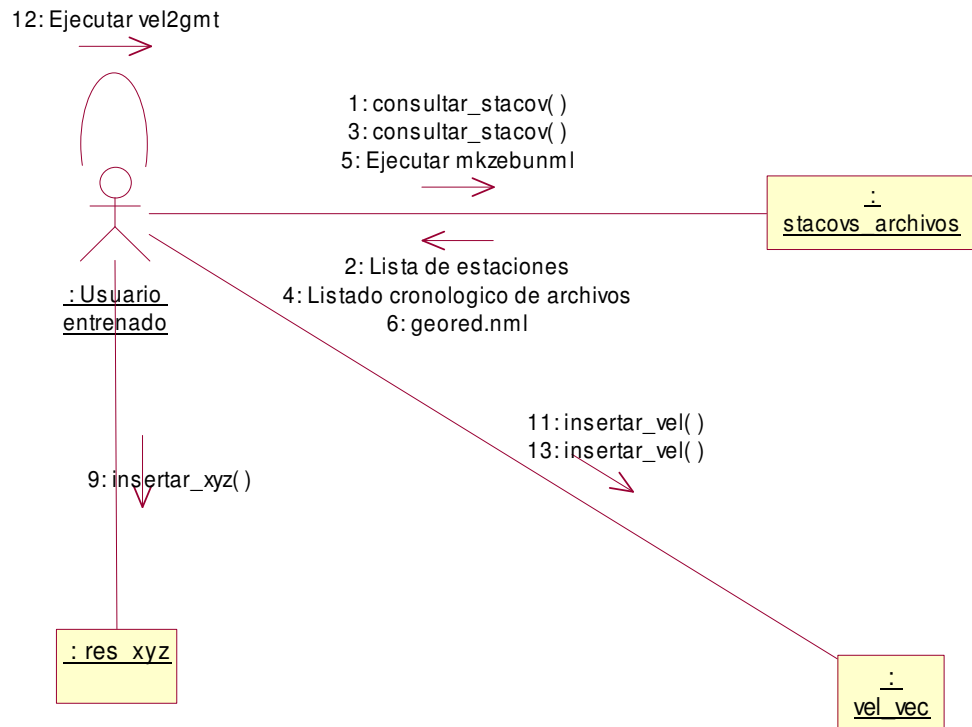 12: Ejecutar vel2gmt
1: consultar_stacov( )
3: consultar_stacov( )
5: Ejecutar mkzebunml
:
stacovs_archivos
2: Lista de estaciones
4: Listado cronologico de archivos
6: geored.nml
: Usuario
entrenado
11: insertar_vel( )
13: insertar_vel( )
9: insertar_xyz( )
: res_xyz
:
vel_vec